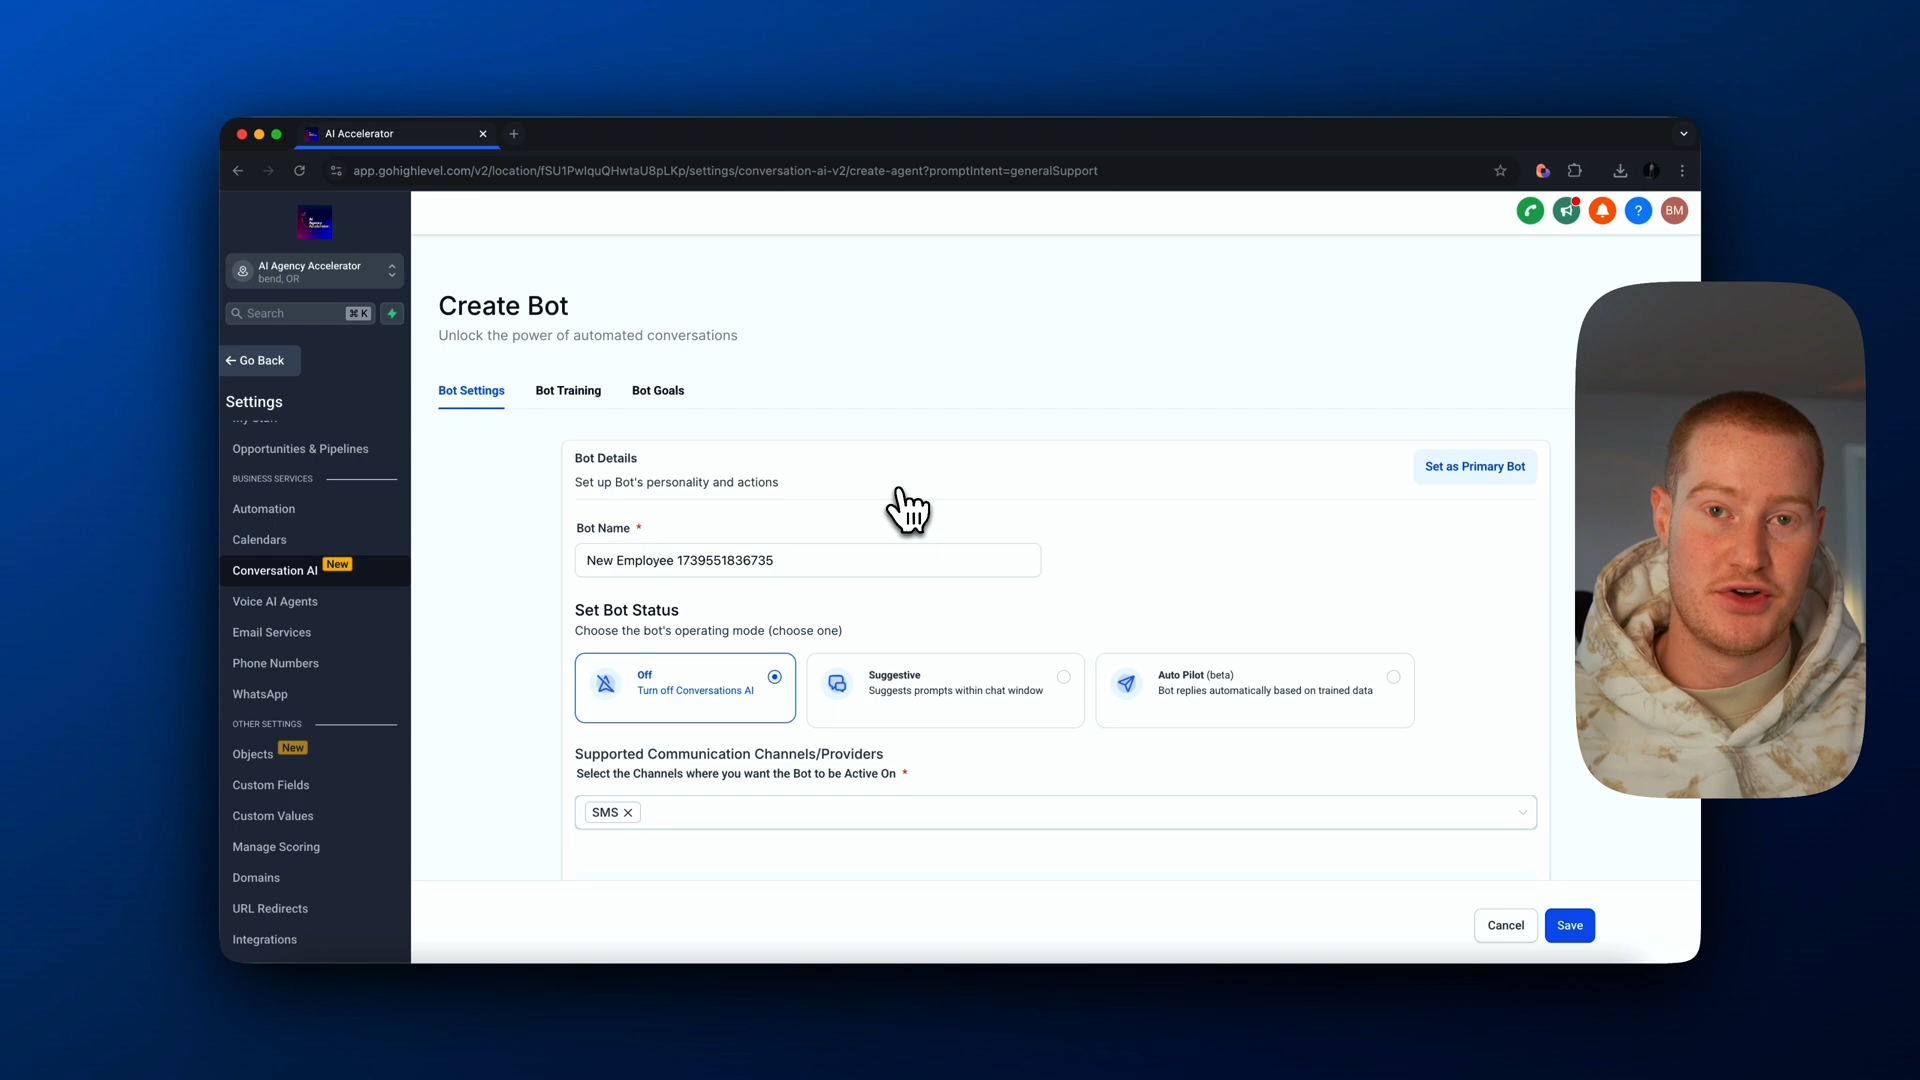 AI Accelerator
app.gohighlevel.com/v2/location/fSU1PwlquQHwtaU8pLKp/settings/conversation-ai-v2/create-agent?promptIntent=generalSupport
AI Agency Accelerator
bend, OR
Search
⌘ K
Go Back
Settings
Opportunities & Pipelines
BUSINESS SERVICES
Automation
Calendars
Conversation AI New
Voice AI Agents
Email Services
Phone Numbers
WhatsApp
OTHER SETTINGS
Objects New
Custom Fields
Custom Values
Manage Scoring
Domains
URL Redirects
Integrations
?
BM
Create Bot
Unlock the power of automated conversations
Bot Settings
Bot Training
Bot Goals
Bot Details
Set up Bot's personality and actions
Set as Primary Bot
Bot Name *
New Employee 1739551836735
Set Bot Status
Choose the bot's operating mode (choose one)
Off
Turn off Conversations AI
Suggestive
Suggests prompts within chat window
Auto Pilot (beta)
Bot replies automatically based on trained data
Supported Communication Channels/Providers
Select the Channels where you want the Bot to be Active On *
SMS
Cancel
Save